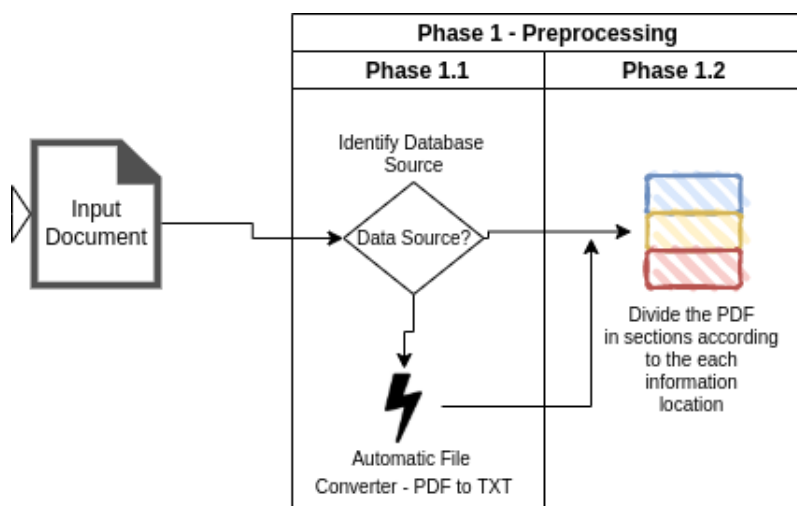 Phase 1 - Preprocessing
Phase 1.1
Phase 1.2
Input
Document
Identify Database
Source
Data Source?
Automatic File
Converter - PDF to TXT
Divide the PDF
in sections according
to the each
information
location